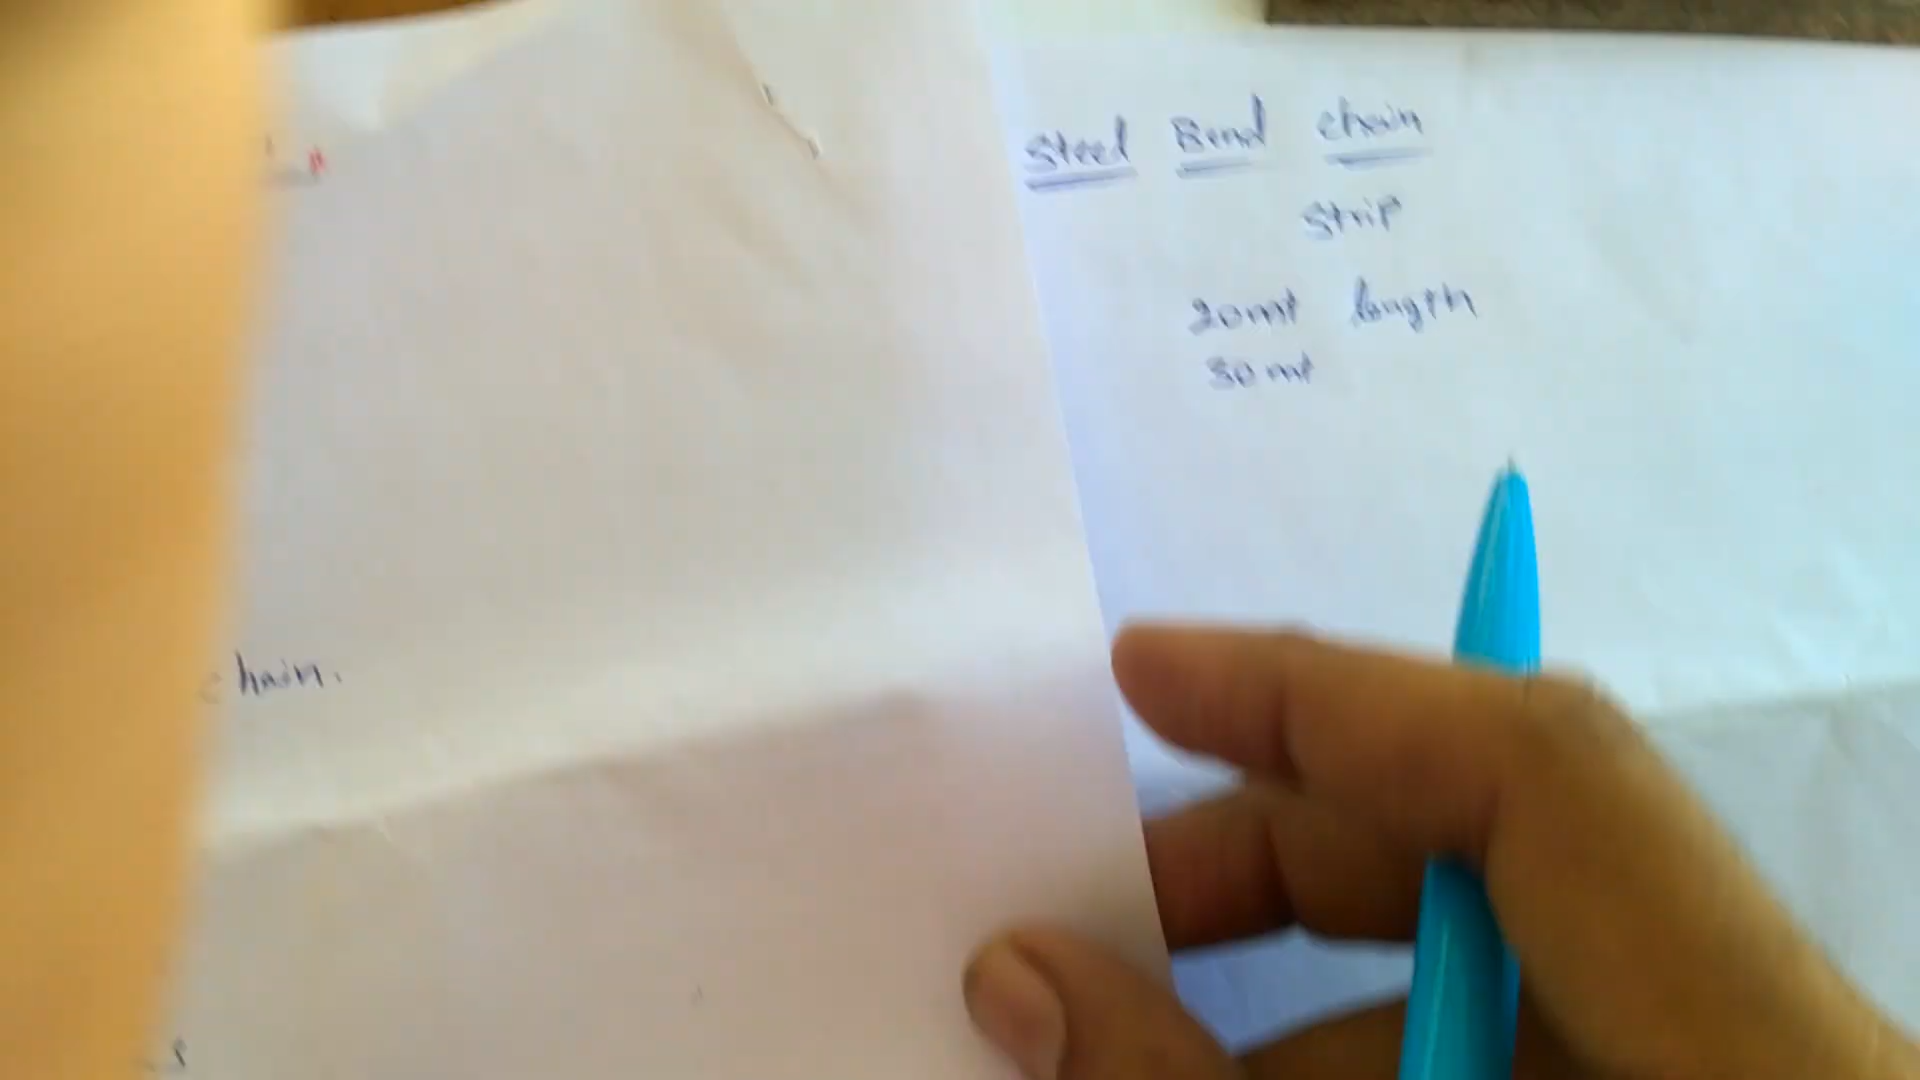 Steel Band chain
Strip
20mt length
30 mt
hain.